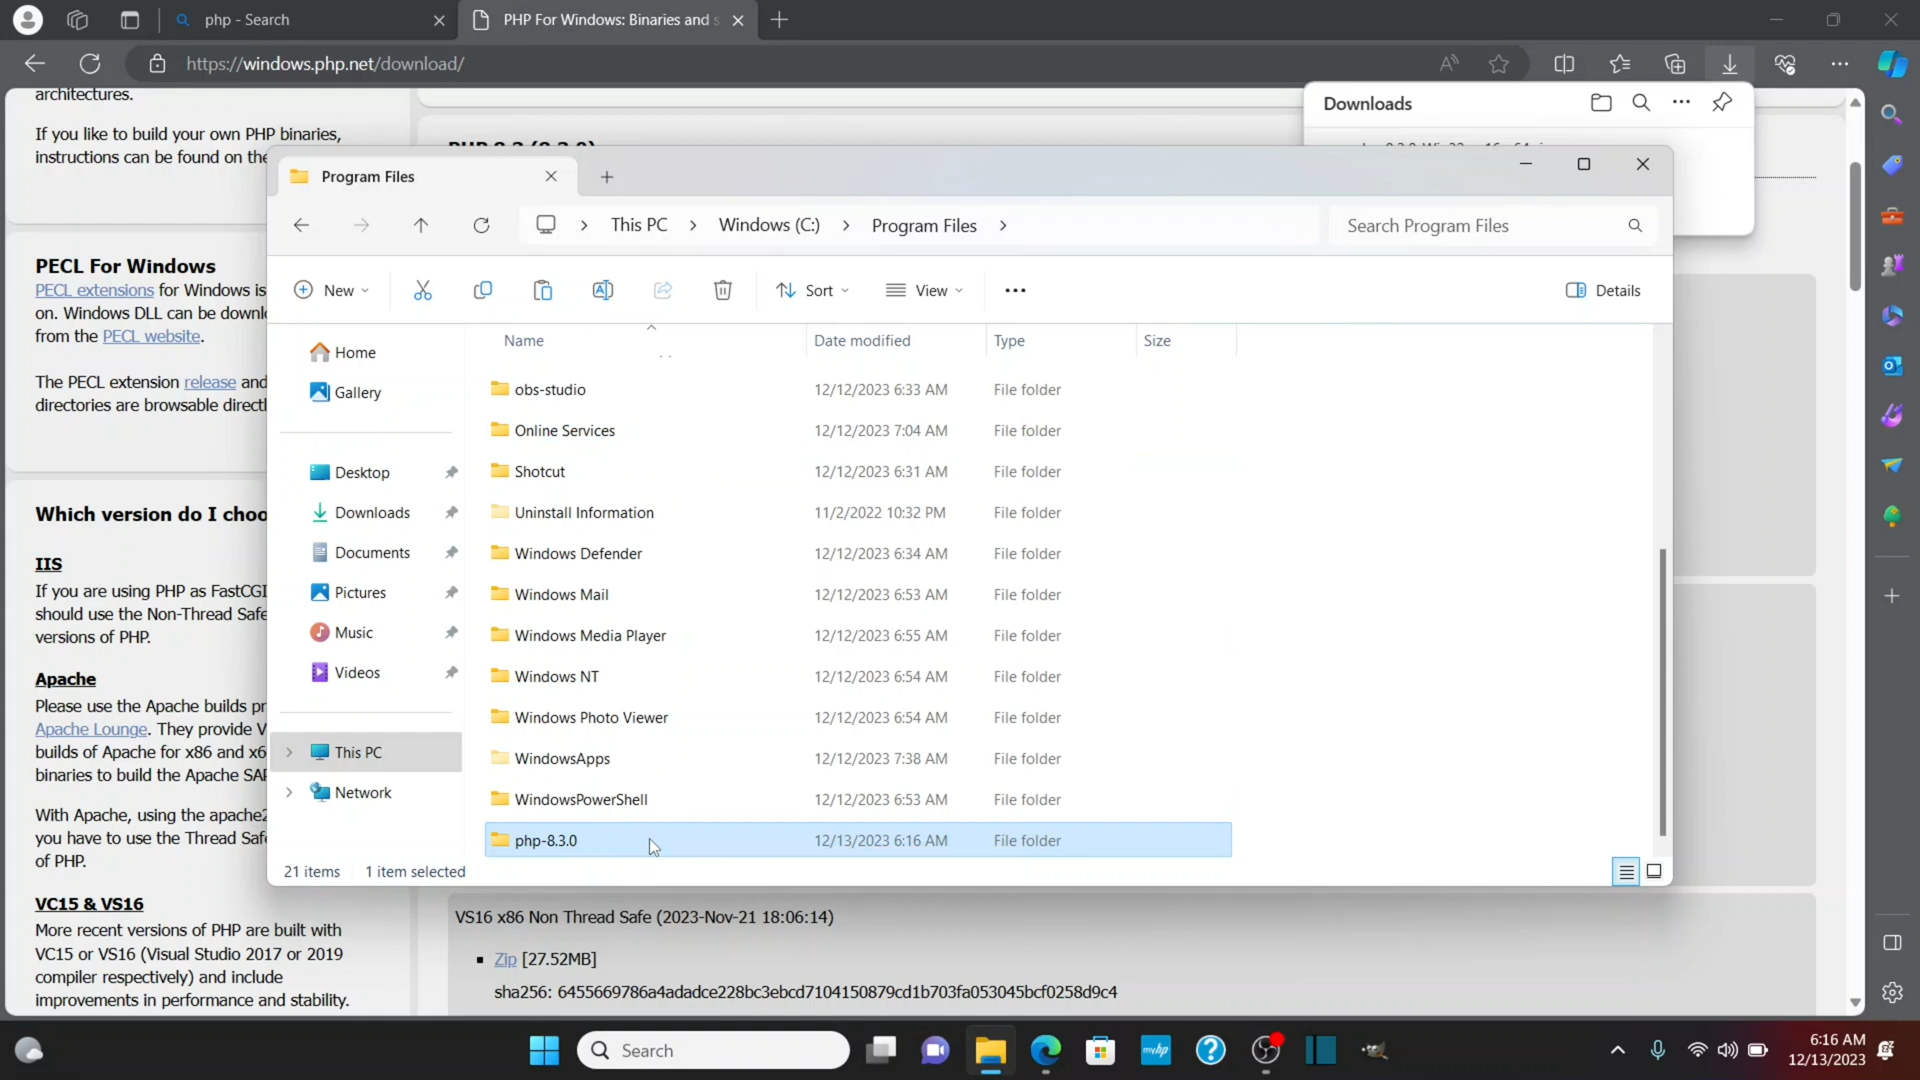 php - Search
PHP For Windows: Binaries and s
https://windows.php.net/download/
architectures.
If you like to build your own PHP binaries,
instructions can be found on the
PECL For Windows
PECL extensions for Windows is
on. Windows DLL can be downl
from the PECL website.
The PECL extension release and
directories are browsable directl
Which version do I choo
IIS
If you are using PHP as FastCGI
should use the Non-Thread Safe
versions of PHP.
Apache
Please use the Apache builds pr
Apache Lounge. They provide V
builds of Apache for x86 and x6
binaries to build the Apache SAP
With Apache, using the apache2
you have to use the Thread Safe
of PHP.
VC15 & VS16
More recent versions of PHP are built with
VC15 or VS16 (Visual Studio 2017 or 2019
compiler respectively) and include
improvements in performance and stability.
Downloads
Program Files
This PC
Windows (C:)
Program Files
Search Program Files
New
Sort
View
Details
Home
Gallery
Desktop
Downloads
Documents
Pictures
Music
Videos
This PC
Network
Name Date modified Type Size
obs-studio 12/12/2023 6:33 AM File folder
Online Services 12/12/2023 7:04 AM File folder
Shotcut 12/12/2023 6:31 AM File folder
Uninstall Information 11/2/2022 10:32 PM File folder
Windows Defender 12/12/2023 6:34 AM File folder
Windows Mail 12/12/2023 6:53 AM File folder
Windows Media Player 12/12/2023 6:55 AM File folder
Windows NT 12/12/2023 6:54 AM File folder
Windows Photo Viewer 12/12/2023 6:54 AM File folder
WindowsApps 12/12/2023 7:38 AM File folder
WindowsPowerShell 12/12/2023 6:53 AM File folder
php-8.3.0 12/13/2023 6:16 AM File folder
21 items 1 item selected
VS16 x86 Non Thread Safe (2023-Nov-21 18:06:14)
Zip [27.52MB]
sha256: 6455669786a4adadce228bc3ebcd7104150879cd1b703fa053045bcf0258d9c4
Search
myhp
6:16 AM
12/13/2023